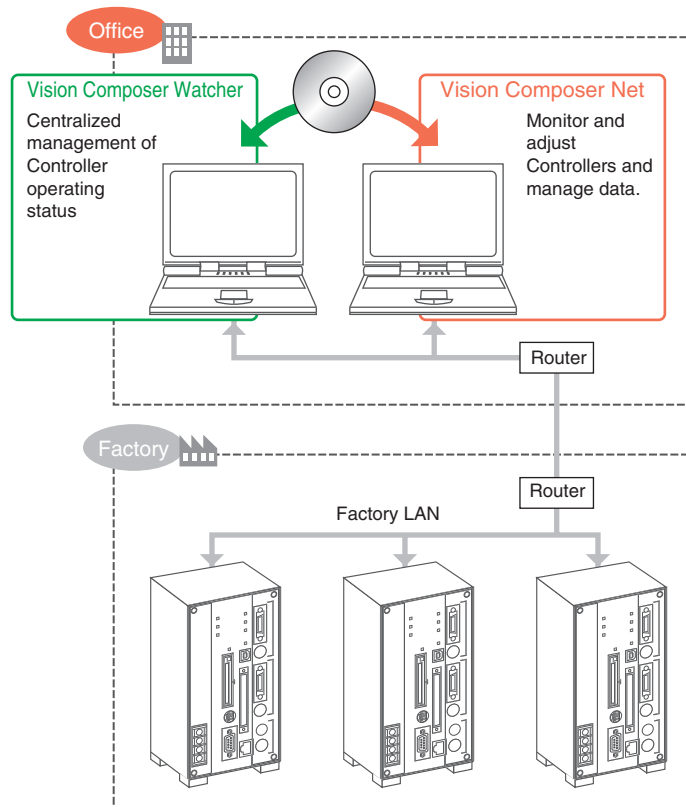 Office
Vision Composer Watcher
Centralized
management of
Controller
operating
status
Vision Composer Net
Monitor and
adjust
Controllers and
manage data.
Router
Factory
Router
Factory LAN